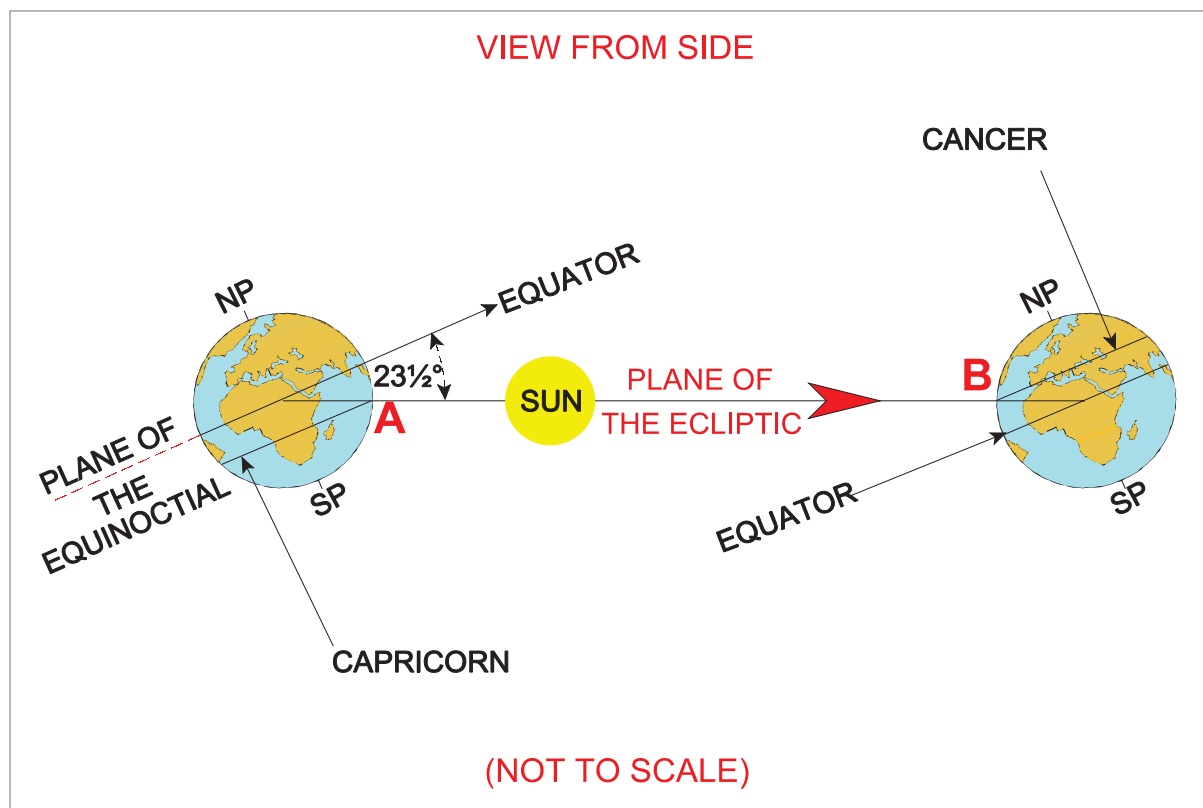 VIEW FROM SIDE
CANCER
NP
EQUATOR
NP
23½°
B
SUN
PLANE OF
THE ECLIPTIC
A
PLANE OF
THE
EQUINOCTIAL
SP
EQUATOR
SP
CAPRICORN
(NOT TO SCALE)